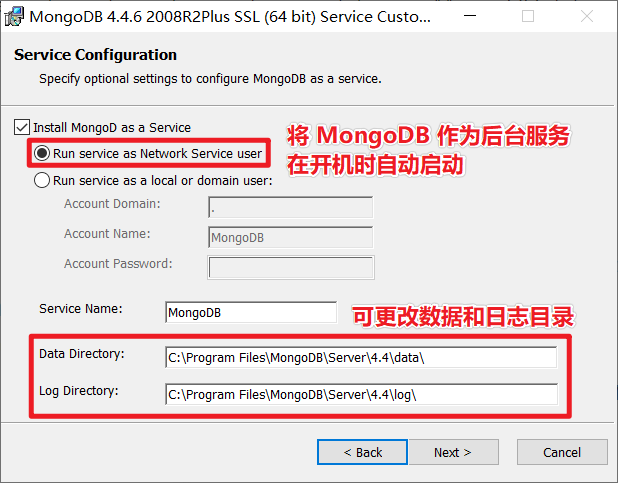 MongoDB 4.4.6 2008R2Plus SSL (64 bit) Service Custo...
Service Configuration
Specify optional settings to configure MongoDB as a service.
Install MongoD as a Service
Run service as Network Service user
将 MongoDB 作为后台服务
在开机时自动启动
Run service as a local or domain user:
Account Domain:
.
Account Name:
MongoDB
Account Password:
Service Name:
MongoDB
可更改数据和日志目录
Data Directory:
C:\Program Files\MongoDB\Server\4.4\data\
Log Directory:
C:\Program Files\MongoDB\Server\4.4\log\
< Back
Next >
Cancel